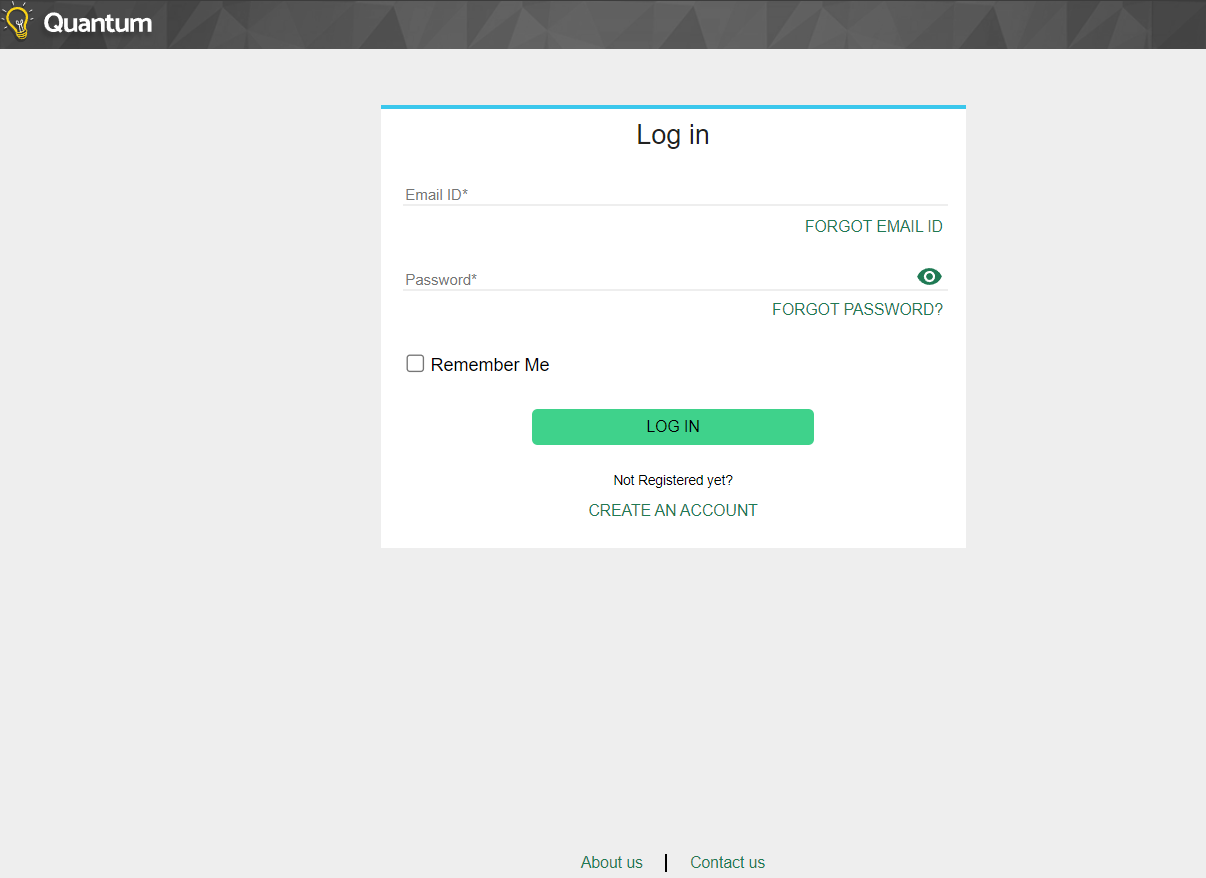 Quantum
Log in
Email ID*
FORGOT EMAIL ID
Password*
FORGOT PASSWORD?
Remember Me
LOG IN
Not Registered yet?
CREATE AN ACCOUNT
About us | Contact us